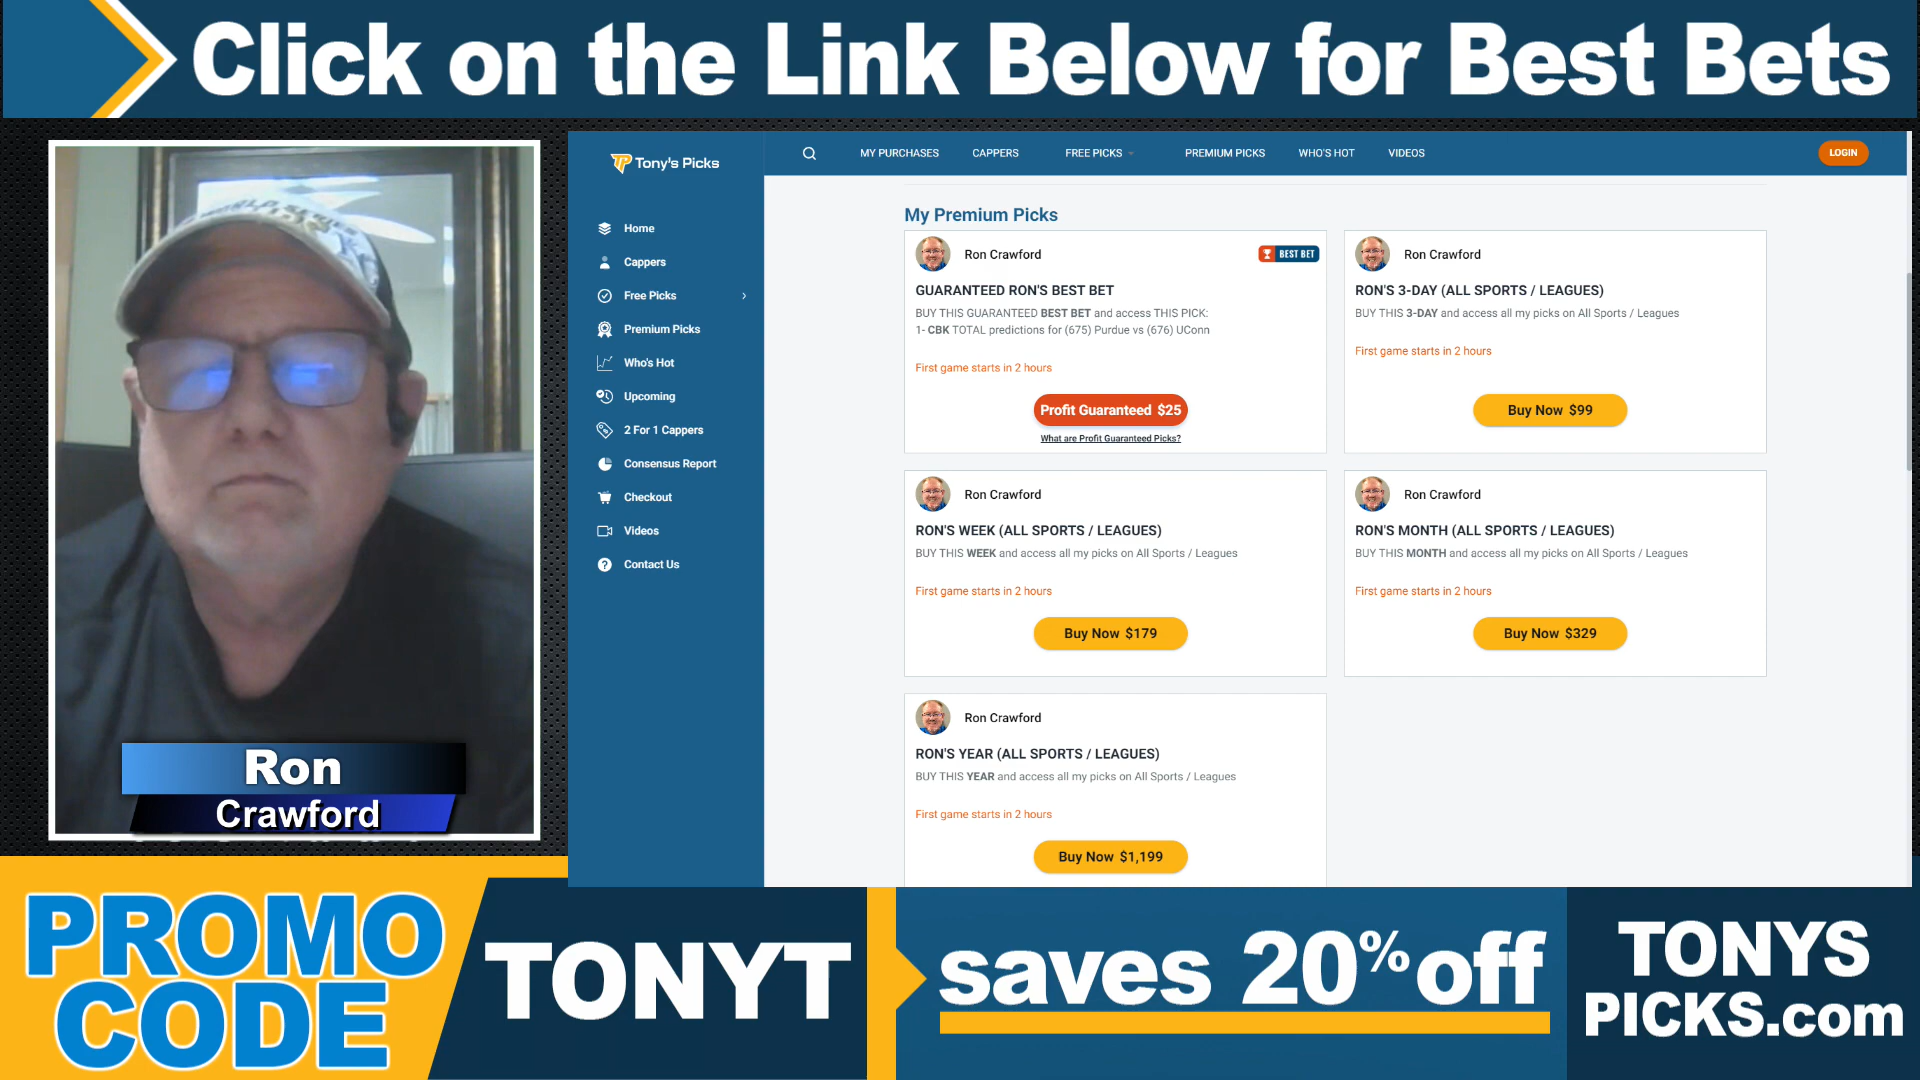 Click on the Link Below for Best Bets
TP Tony's Picks
MY PURCHASES CAPPERS FREE PICKS PREMIUM PICKS WHO'S HOT VIDEOS
LOGIN
Home
Cappers
Free Picks
Premium Picks
Who's Hot
Upcoming
2 For 1 Cappers
Consensus Report
Checkout
Videos
Contact Us
My Premium Picks
Ron Crawford
BEST BET
GUARANTEED RON'S BEST BET
BUY THIS GUARANTEED BEST BET and access THIS PICK:
1- CBK TOTAL predictions for (675) Purdue vs (676) UConn
First game starts in 2 hours
Profit Guaranteed $25
What are Profit Guaranteed Picks?
Ron Crawford
RON'S 3-DAY (ALL SPORTS / LEAGUES)
BUY THIS 3-DAY and access all my picks on All Sports / Leagues
First game starts in 2 hours
Buy Now $99
Ron Crawford
RON'S WEEK (ALL SPORTS / LEAGUES)
BUY THIS WEEK and access all my picks on All Sports / Leagues
First game starts in 2 hours
Buy Now $179
Ron Crawford
RON'S MONTH (ALL SPORTS / LEAGUES)
BUY THIS MONTH and access all my picks on All Sports / Leagues
First game starts in 2 hours
Buy Now $329
Ron Crawford
RON'S YEAR (ALL SPORTS / LEAGUES)
BUY THIS YEAR and access all my picks on All Sports / Leagues
First game starts in 2 hours
Buy Now $1,199
Ron
Crawford
PROMO
CODE
TONYT
saves 20% off
TONYS
PICKS.com